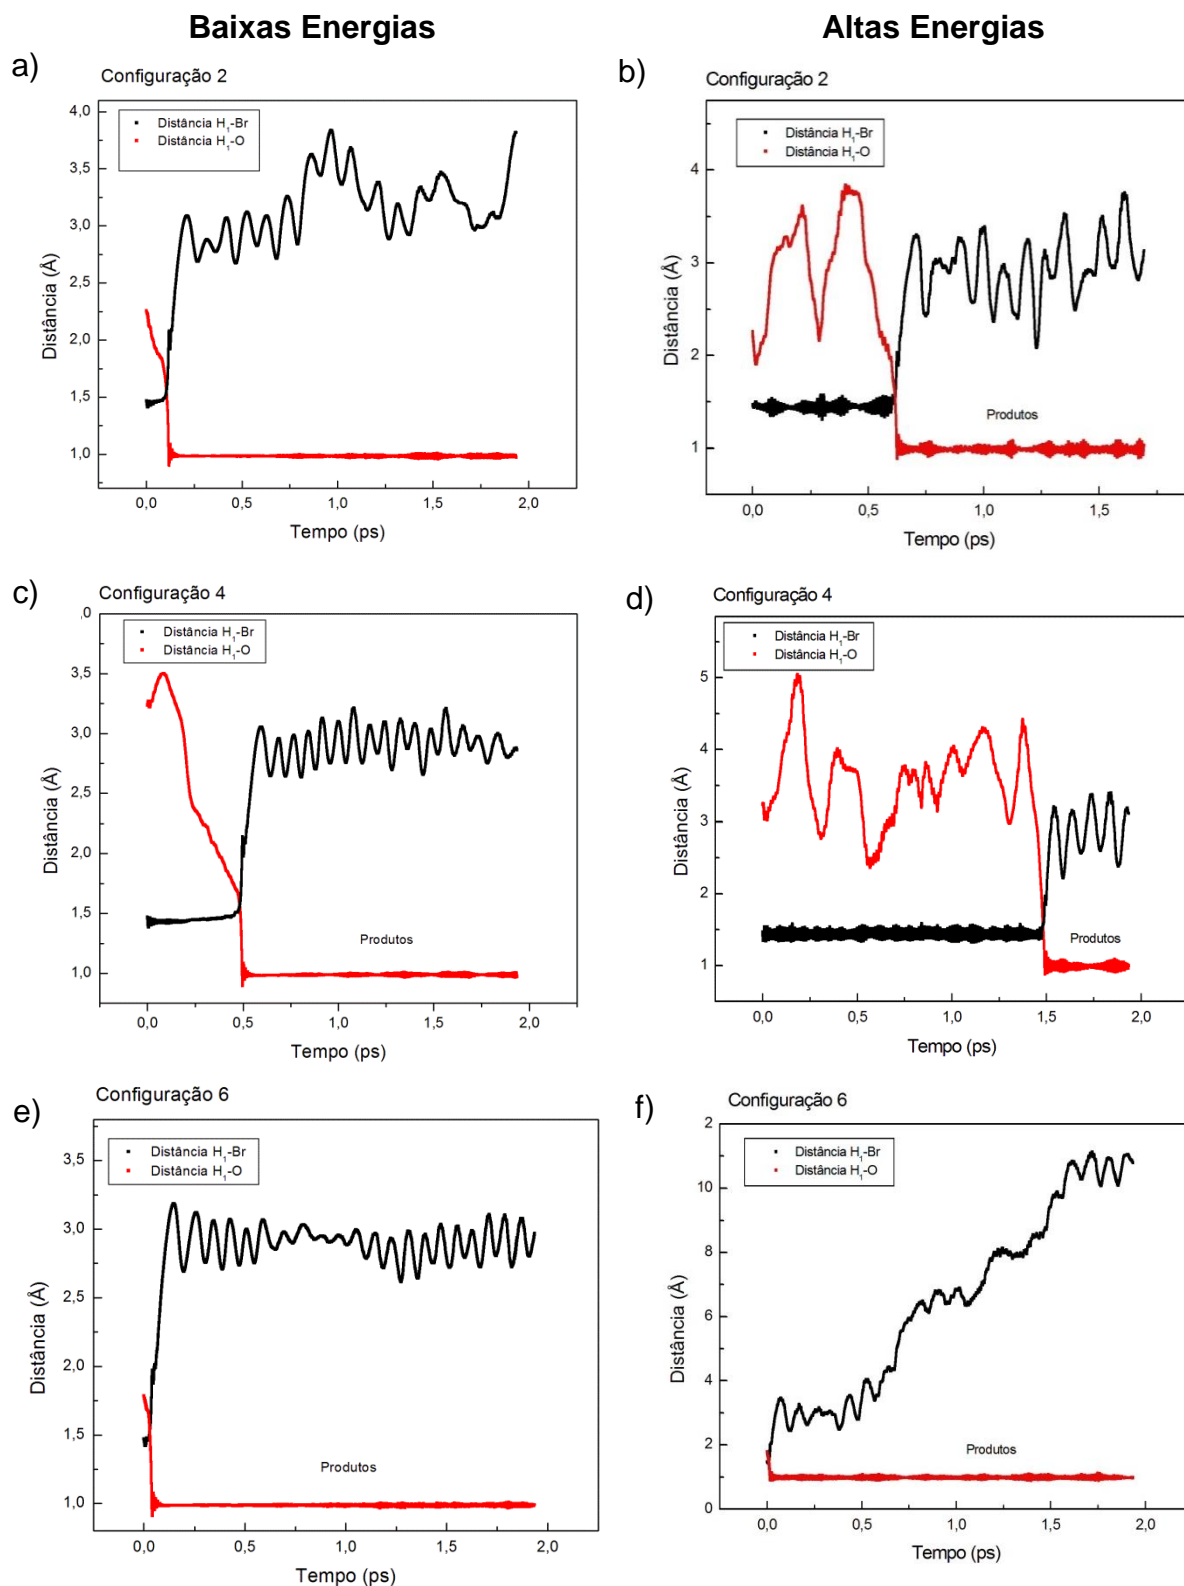 Baixas Energias
Altas Energias
a)
Configuração 2
4,0
3,5
3,0
2,5
2,0
1,5
1,0
Distância H1-Br
Distância H1-O
Distância (Å)
0,0 0,5 1,0 1,5 2,0
Tempo (ps)
b)
Configuração 2
4
3
2
1
Distância H1-Br
Distância H1-O
Distância (Å)
Produtos
0,0 0,5 1,0 1,5
Tempo (ps)
c)
Configuração 4
,0
3,5
3,0
2,5
2,0
1,5
1,0
Distância H1-Br
Distância H1-O
Distância (Å)
Produtos
0,0 0,5 1,0 1,5 2,0
Tempo (ps)
d)
Configuração 4
5
4
3
2
1
Distância H1-Br
Distância H1-O
Distância (Å)
Produtos
0,0 0,5 1,0 1,5 2,0
Tempo (ps)
e)
Configuração 6
3,5
3,0
2,5
2,0
1,5
1,0
Distância H1-Br
Distância H1-O
Distância (Å)
Produtos
0,0 0,5 1,0 1,5 2,0
Tempo (ps)
f)
Configuração 6
2
10
8
6
4
2
0
Distância H1-Br
Distância H1-O
Distância (Å)
Produtos
0,0 0,5 1,0 1,5 2,0
Tempo (ps)